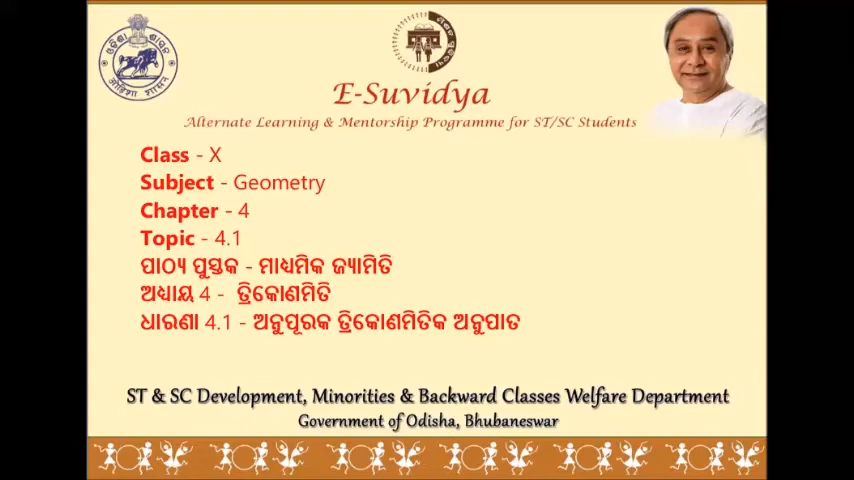 E-Suvidya
Alternate Learning & Mentorship Programme for ST/SC Students
Class - X
Subject - Geometry
Chapter - 4
Topic - 4.1
ପାଠ୍ୟ ପୁସ୍ତକ - ମାଧ୍ୟମିକ ଜ୍ୟାମିତି
ଅଧ୍ୟାୟ 4 - ତ୍ରିକୋଣମିତି
ଧାରଣା 4.1 - ଅନୁପୂରକ ତ୍ରିକୋଣମିତିକ ଅନୁପାତ
ST & SC Development, Minorities & Backward Classes Welfare Department
Government of Odisha, Bhubaneswar